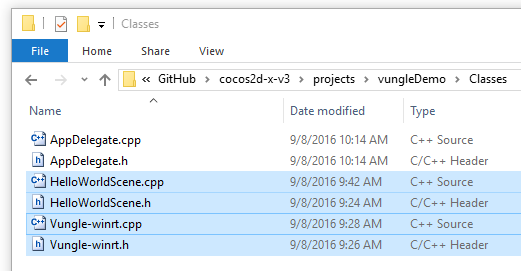 File Home Share View
« GitHub › cocos2d-x-v3 › projects › vungleDemo › Classes
Name Date modified Type
AppDelegate.cpp 9/8/2016 10:14 AM C++ Source
AppDelegate.h 9/8/2016 10:14 AM C/C++ Header
HelloWorldScene.cpp 9/8/2016 9:42 AM C++ Source
HelloWorldScene.h 9/8/2016 9:24 AM C/C++ Header
Vungle-winrt.cpp 9/8/2016 9:28 AM C++ Source
Vungle-winrt.h 9/8/2016 9:26 AM C/C++ Header